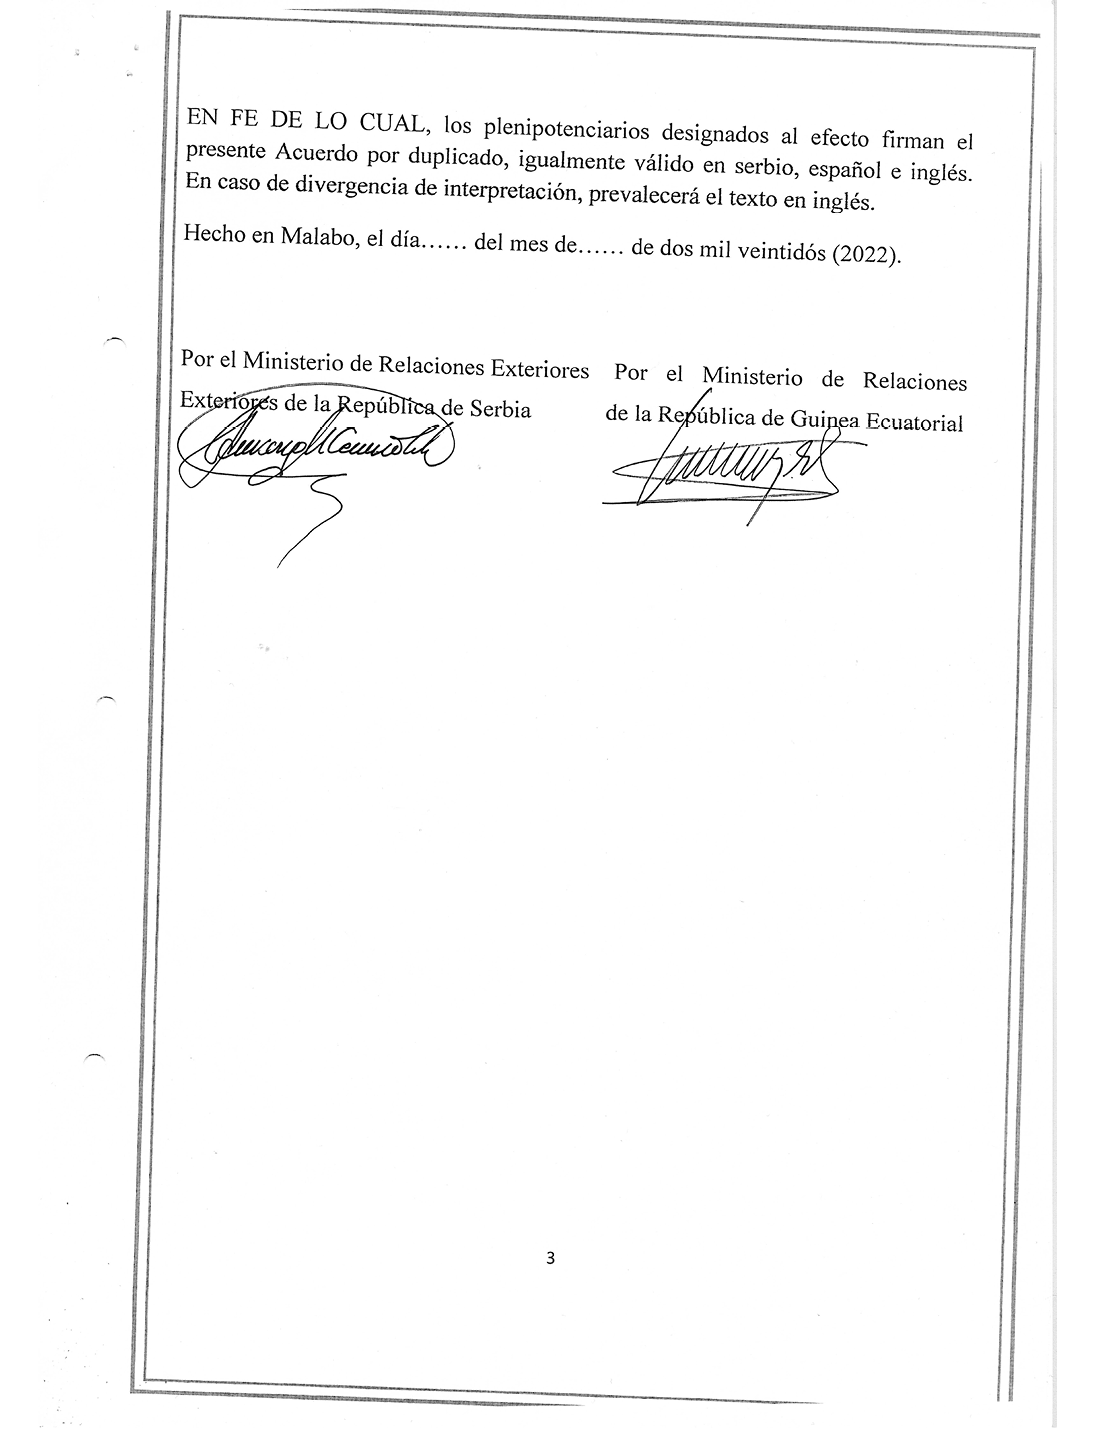 EN FE DE LO CUAL, los plenipotenciarios designados al efecto firman el
presente Acuerdo por duplicado, igualmente válido en serbio, español e inglés.
En caso de divergencia de interpretación, prevalecerá el texto en inglés.
Hecho en Malabo, el día...... del mes de...... de dos mil veintidós (2022).
Por el Ministerio de Relaciones Exteriores
Exteriores de la República de Serbia
Por el Ministerio de Relaciones
de la República de Guinea Ecuatorial
3